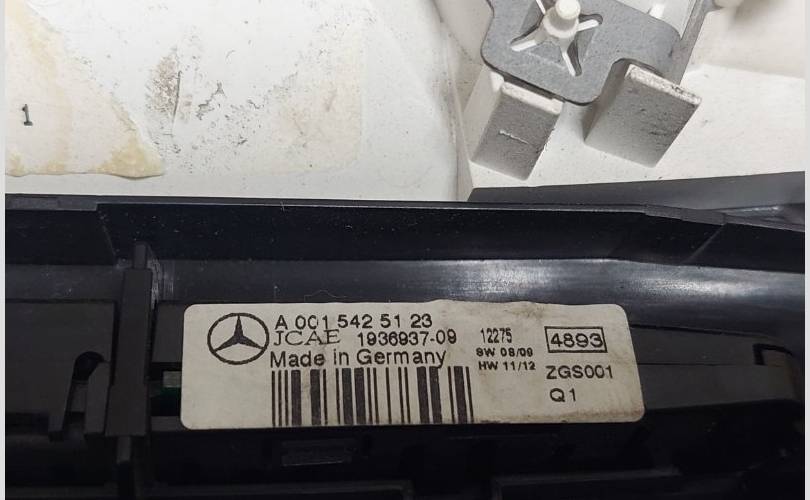 1
A 001 542 51 23
JCAE 1936937-09
Made in Germany
12275
SW 08/09
HW 11/12
4893
ZGS001
Q1